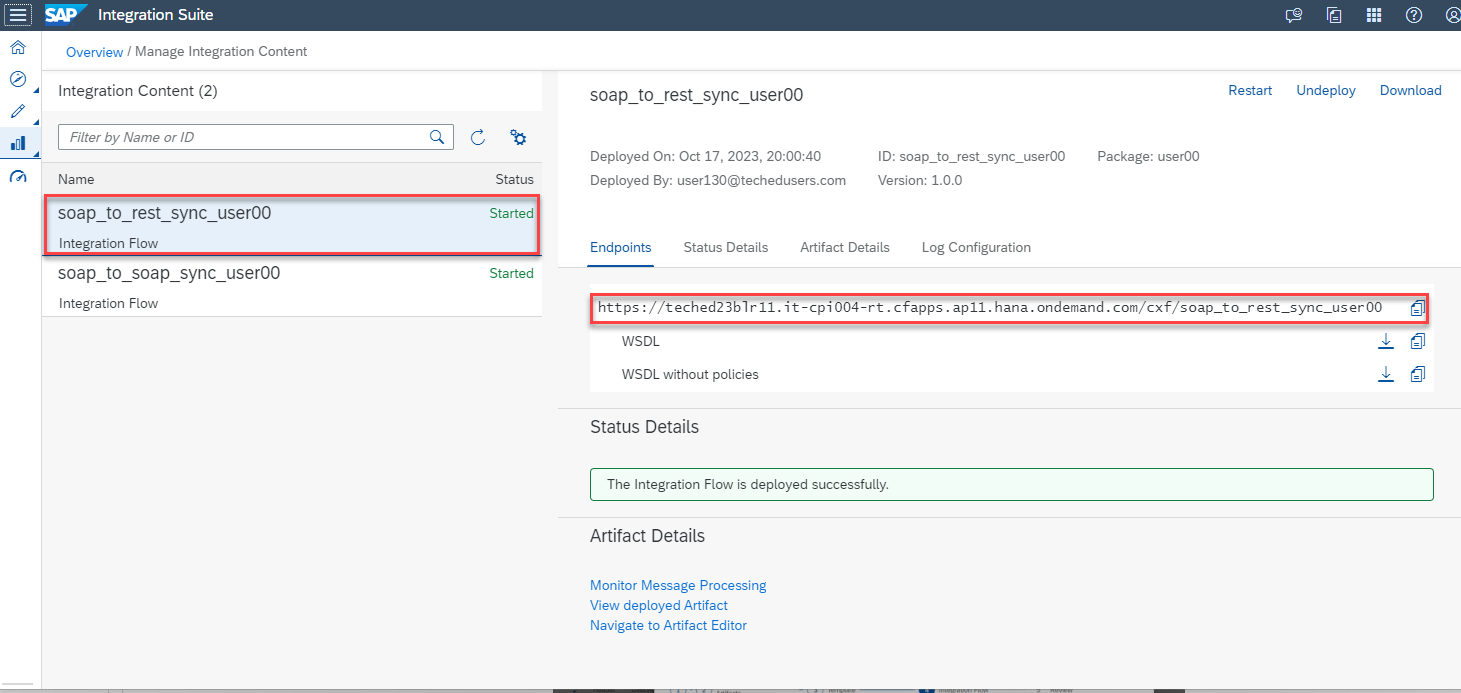 SAP Integration Suite
Overview / Manage Integration Content
Integration Content (2)
Filter by Name or ID
Name Status
soap_to_rest_sync_user00 Started
Integration Flow
soap_to_soap_sync_user00 Started
Integration Flow
soap_to_rest_sync_user00
Restart Undeploy Download
Deployed On: Oct 17, 2023, 20:00:40 ID: soap_to_rest_sync_user00 Package: user00
Deployed By: user130@techedusers.com Version: 1.0.0
Endpoints Status Details Artifact Details Log Configuration
https://teched23blr11.it-cpi004-rt.cfapps.ap11.hana.ondemand.com/cxf/soap_to_rest_sync_user00
WSDL
WSDL without policies
Status Details
The Integration Flow is deployed successfully.
Artifact Details
Monitor Message Processing
View deployed Artifact
Navigate to Artifact Editor